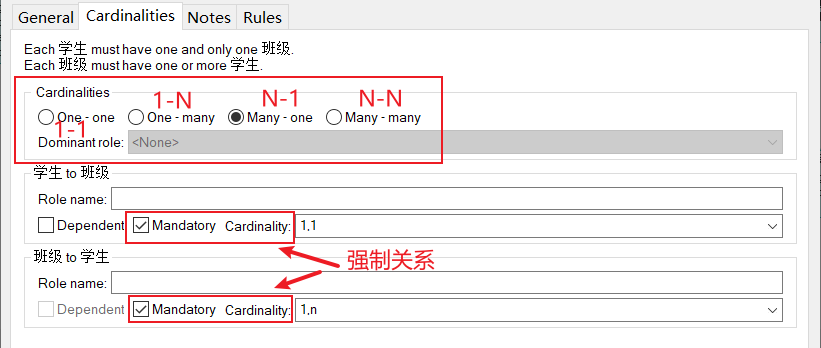 General Cardinalities Notes Rules
Each 学生 must have one and only one 班级.
Each 班级 must have one or more 学生.
Cardinalities
1-N N-1 N-N
One - one One - many Many - one Many - many
1-1
Dominant role: <None>
学生 to 班级
Role name:
Dependent Mandatory Cardinality: 1,1
强制关系
班级 to 学生
Role name:
Dependent Mandatory Cardinality: 1,n